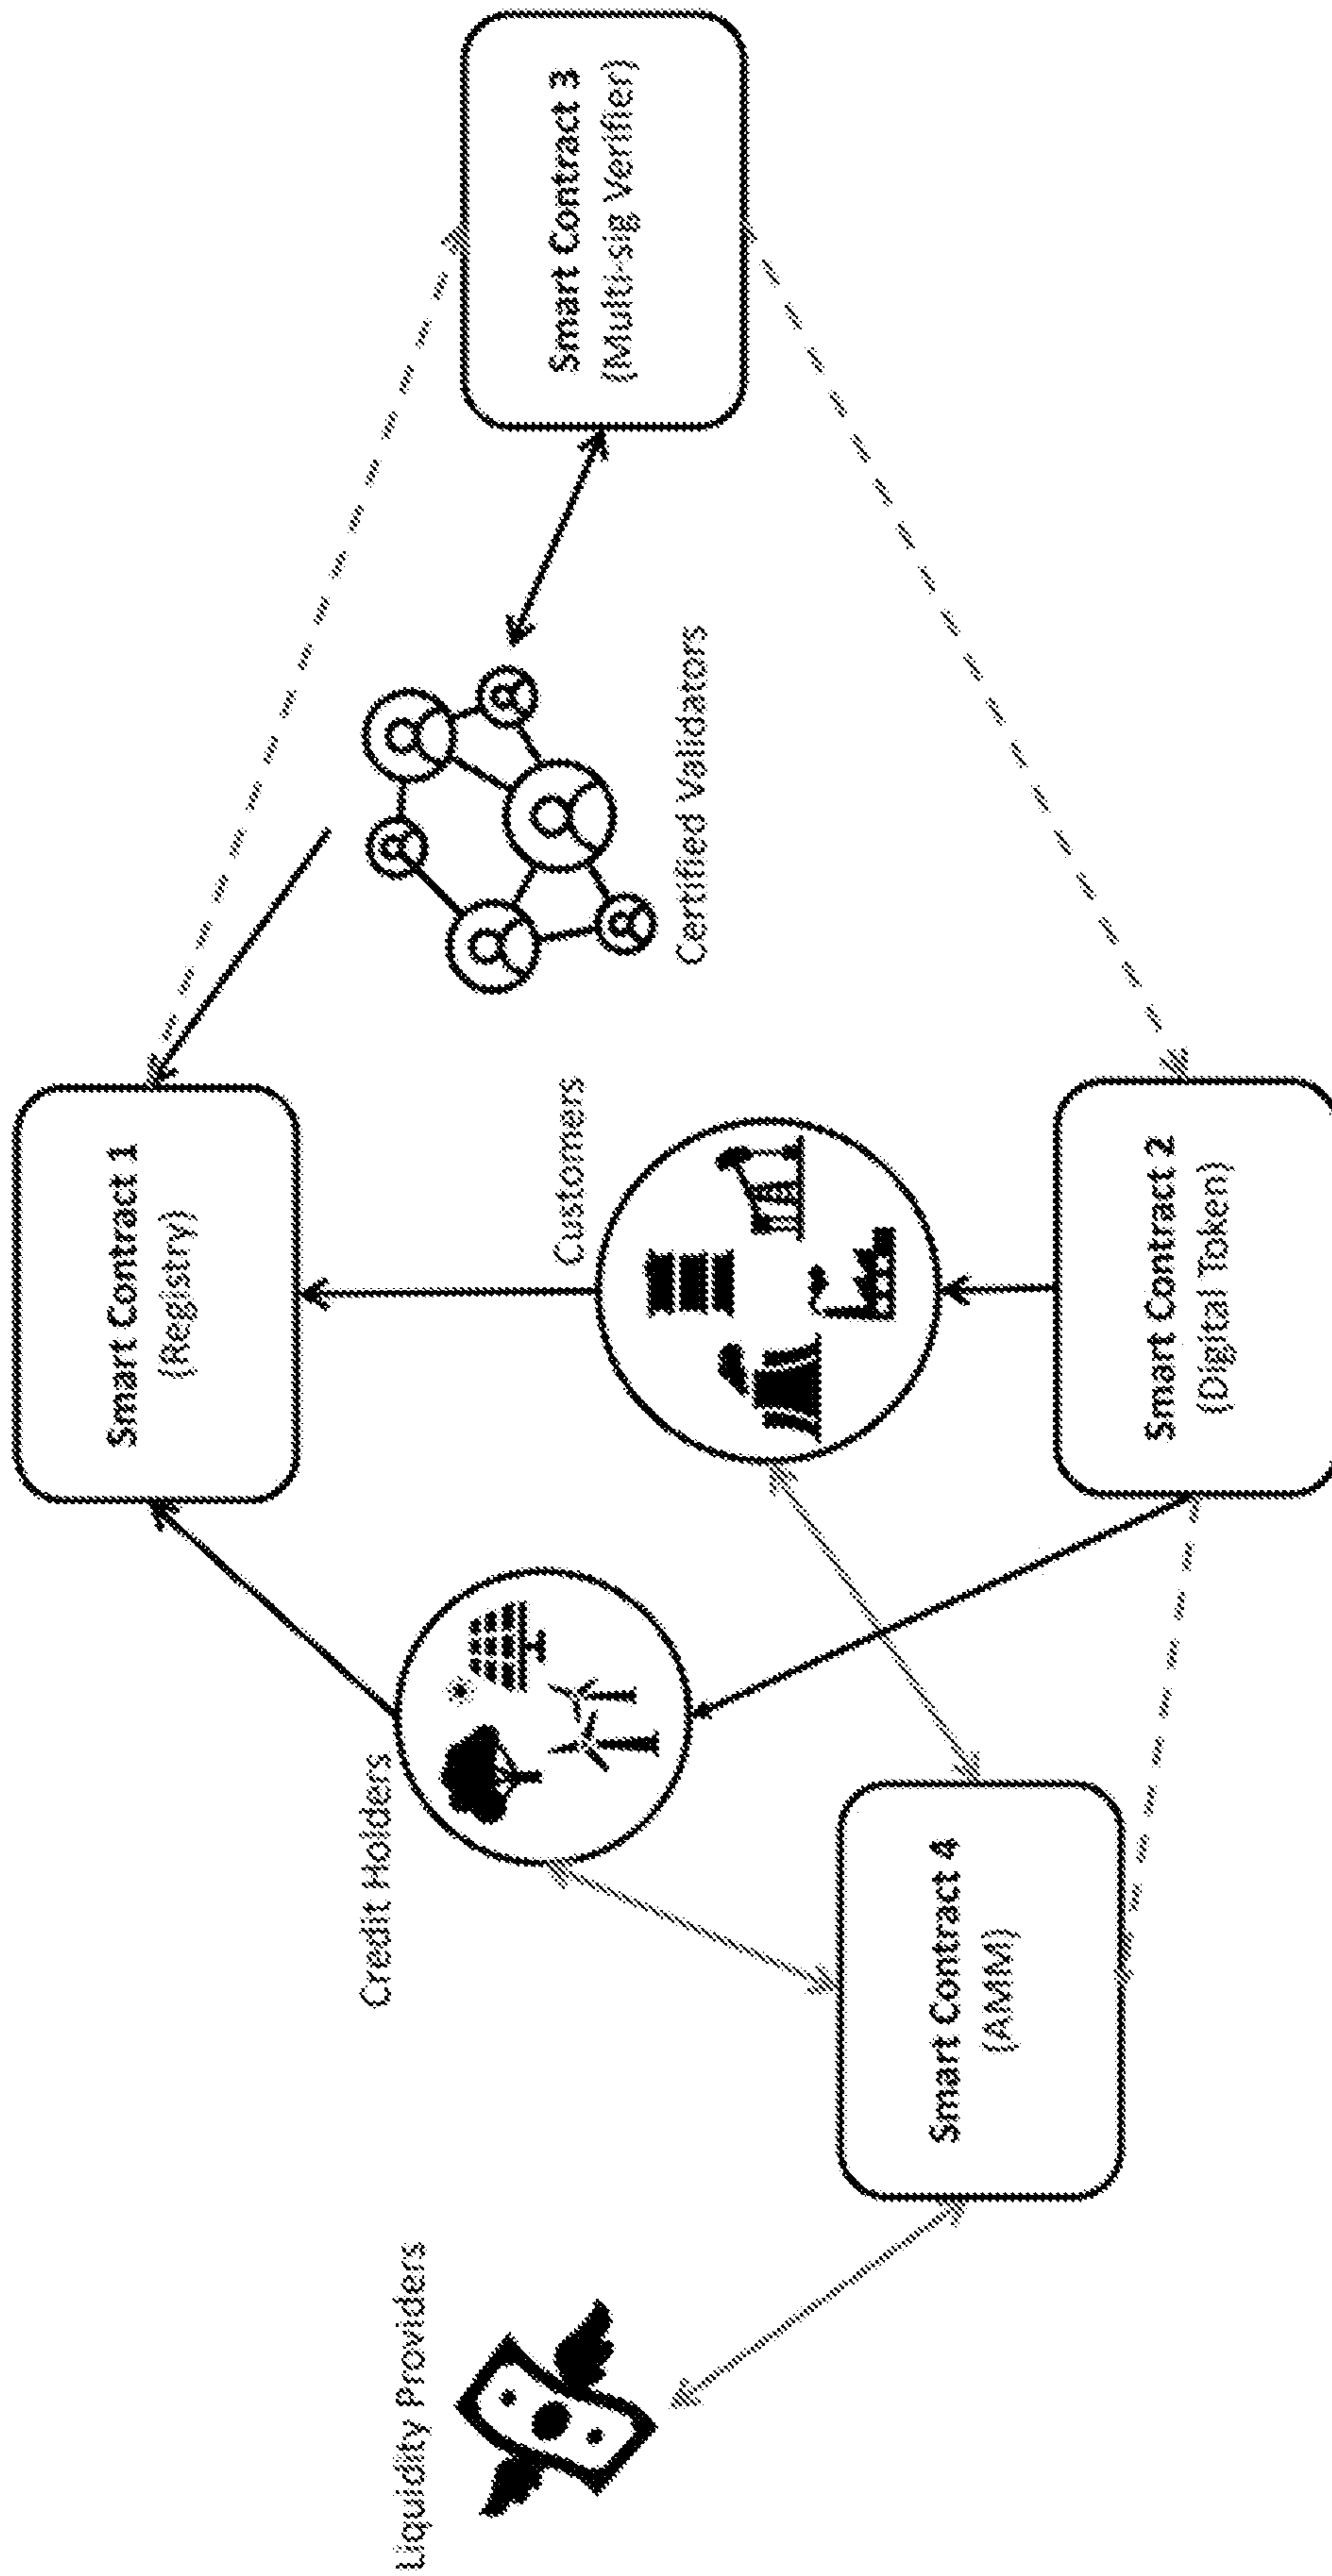 Liquidity Providers
Credit Holders
Smart Contract 1
(Registry)
Customers
Certified Validators
Smart Contract 3
(Multi-sig Verifier)
Smart Contract 4
(AMM)
Smart Contract 2
(Digital Token)